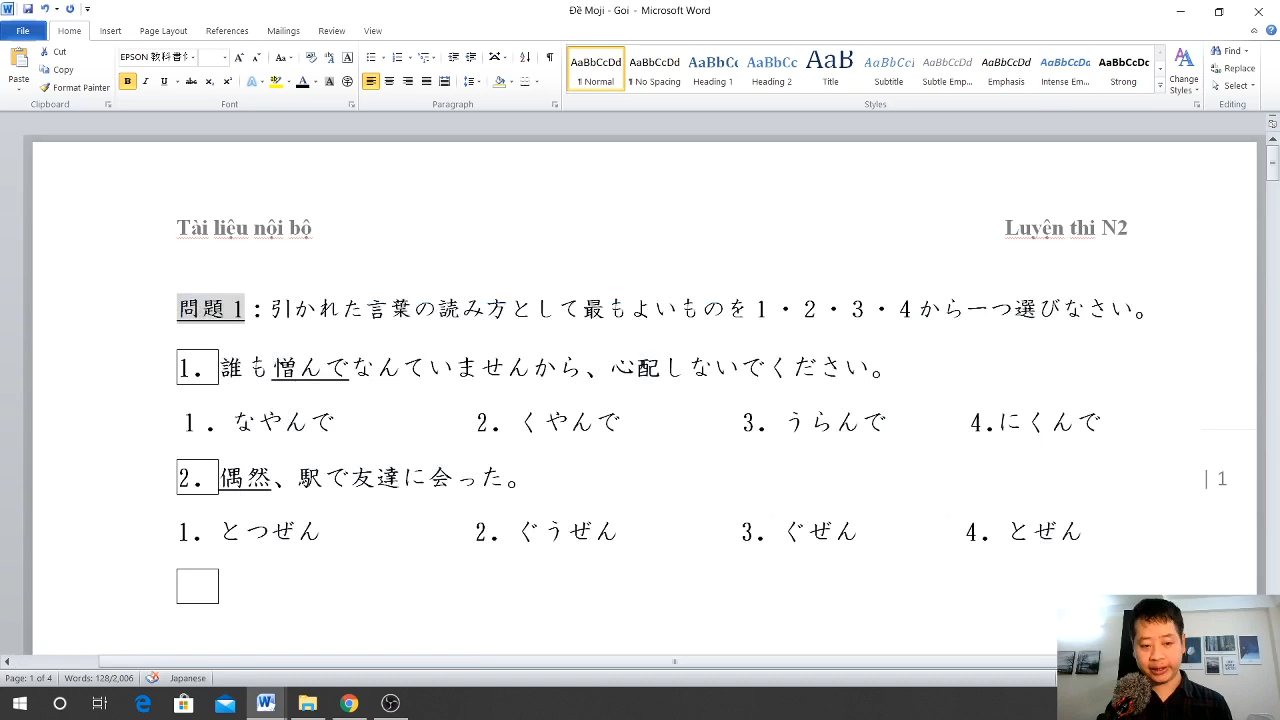 Đề Moji - Goi - Microsoft Word
File Home Insert Page Layout References Mailings Review View
Cut
Copy
Format Painter
Paste
Clipboard
EPSON 教科書
Font
Paragraph
AaBbCcDd AaBbCcDd AaBbCc AaBbCc AaB AaBbCcI AaBbCcDd AaBbCcDd AaBbCcDd AaBbCcDc
¶ Normal ¶ No Spacing Heading 1 Heading 2 Title Subtitle Subtle Emp... Emphasis Intense Em... Strong
Styles
Change Styles
Find
Replace
Select
Editing
Tài liêu nôi bô Luyên thi N2
問題1：引かれた言葉の読み方として最もよいものを１・２・３・４から一つ選びなさい。
1．誰も憎んでなんていませんから、心配しないでください。
１．なやんで 2．くやんで 3．うらんで 4.にくんで
2．偶然、駅で友達に会った。
1．とつぜん 2．ぐうぜん 3．ぐぜん 4．とぜん
| 1
Page: 1 of 4 Words: 128/2,006 Japanese